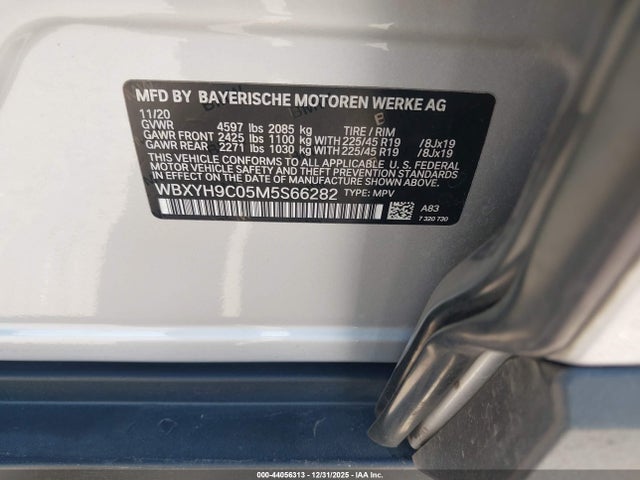 MFD BY BAYERISCHE MOTOREN WERKE AG
11/20
GVWR 4597 lbs 2085 kg TIRE / RIM
GAWR FRONT 2425 lbs 1100 kg WITH 225/45 R19 /8Jx19
GAWR REAR 2271 lbs 1030 kg WITH 225/45 R19 /8Jx19
THIS VEHICLE CONFORMS TO ALL APPLICABLE U. S. FEDERAL
MOTOR VEHICLE SAFETY AND THEFT PREVENTION STANDARDS
IN EFFECT ON THE DATE OF MANUFACTURE SHOWN ABOVE.
WBXYH9C05M5S66282 TYPE: MPV
A83
7 320 730
000-44056313 - 12/31/2025 - IAA Inc.